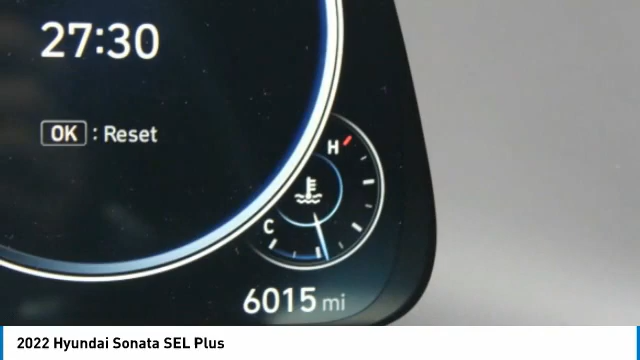 27:30
OK : Reset
H
C
6015 mi
2022 Hyundai Sonata SEL Plus